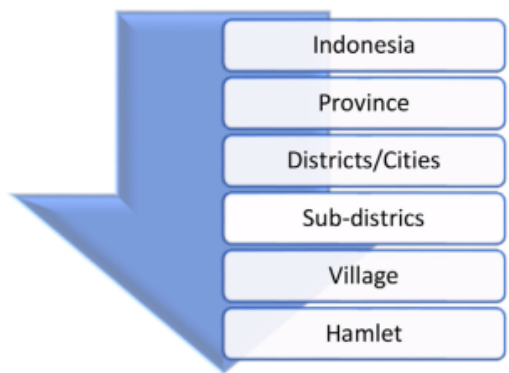 Indonesia
Province
Districts/Cities
Sub-districs
Village
Hamlet